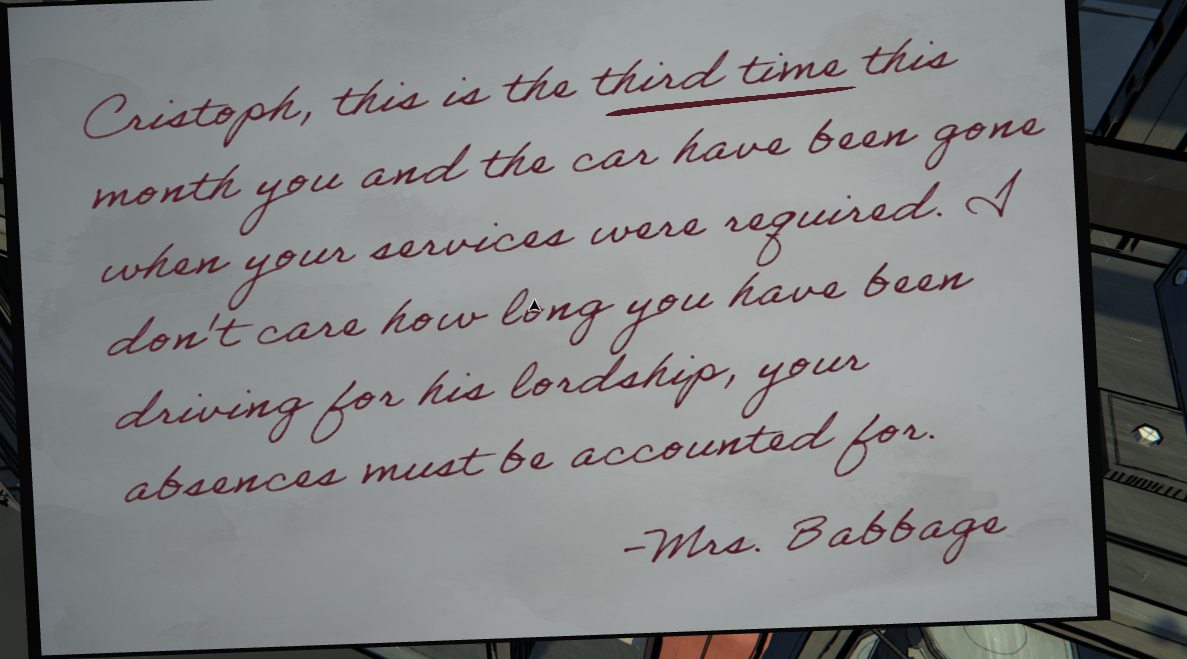 Cristoph, this is the third time this
month you and the car have been gone
when your services were required. I
don't care how long you have been
driving for his lordship, your
absences must be accounted for.
-Mrs. Babbage